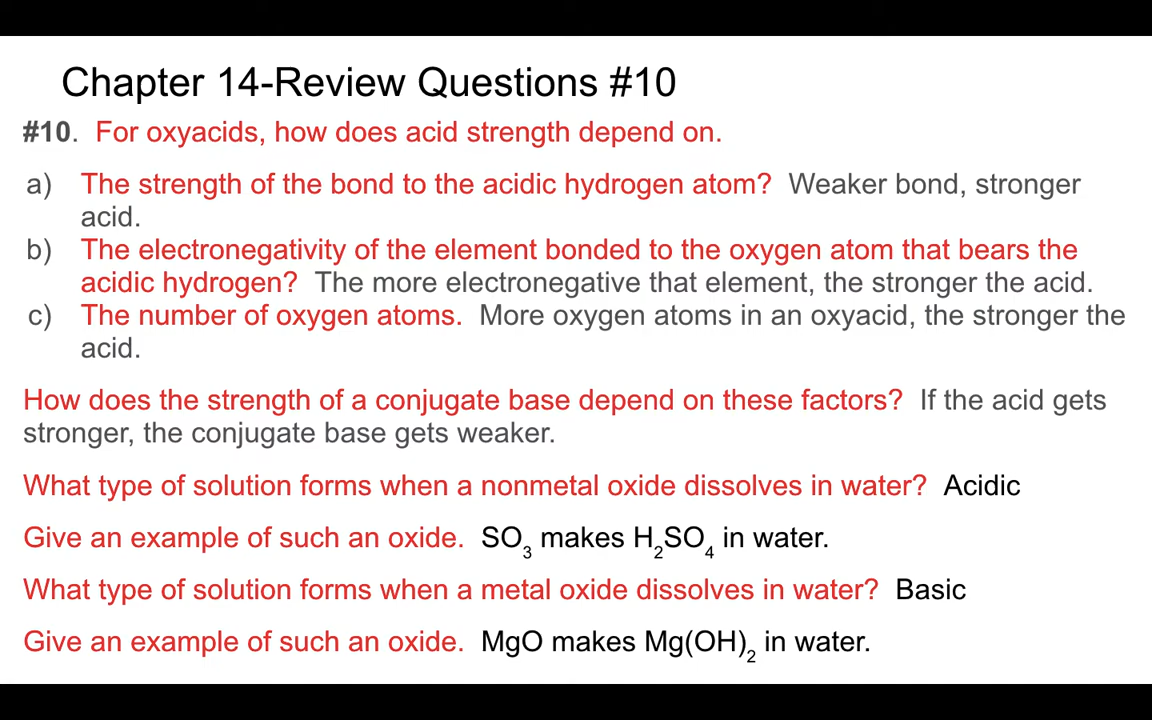 Chapter 14-Review Questions #10
#10. For oxyacids, how does acid strength depend on.
a) The strength of the bond to the acidic hydrogen atom? Weaker bond, stronger
acid.
b) The electronegativity of the element bonded to the oxygen atom that bears the
acidic hydrogen? The more electronegative that element, the stronger the acid.
c) The number of oxygen atoms. More oxygen atoms in an oxyacid, the stronger the
acid.
How does the strength of a conjugate base depend on these factors? If the acid gets
stronger, the conjugate base gets weaker.
What type of solution forms when a nonmetal oxide dissolves in water? Acidic
Give an example of such an oxide. SO₃ makes H₂SO₄ in water.
What type of solution forms when a metal oxide dissolves in water? Basic
Give an example of such an oxide. MgO makes Mg(OH)₂ in water.